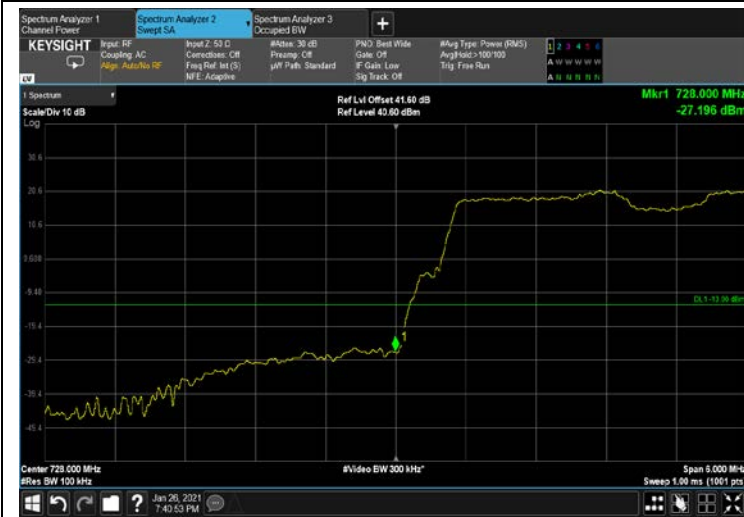 Spectrum Analyzer 1
Channel Power
Spectrum Analyzer 2
Swept SA
Spectrum Analyzer 3
Occupied BW
+
KEYSIGHT
Input: RF
Coupling: AC
Align: Auto/No RF
Input Z: 50 Ω
Corrections: Off
Freq Ref: Int (S)
NFE: Adaptive
#Atten: 30 dB
Preamp: Off
µW Path: Standard
PNO: Best Wide
Gate: Off
IF Gain: Low
Sig Track: Off
#Avg Type: Power (RMS)
Avg|Hold:>100/100
Trig: Free Run
1 2 3 4 5 6
A W W W W W
A N N N N N
1 Spectrum
Scale/Div 10 dB
Log
Ref Lvl Offset 41.60 dB
Ref Level 40.60 dBm
Mkr1 728.000 MHz
-27.196 dBm
30.6
20.6
10.6
0.600
-9.40
DL1 -13.00 dBm
-15.4
1
-25.4
-35.4
-45.4
Center 728.000 MHz
#Video BW 300 kHz*
Span 6.000 MHz
#Res BW 100 kHz
Sweep 1.00 ms (1001 pts)
?
Jan 26, 2021
7:40:53 PM